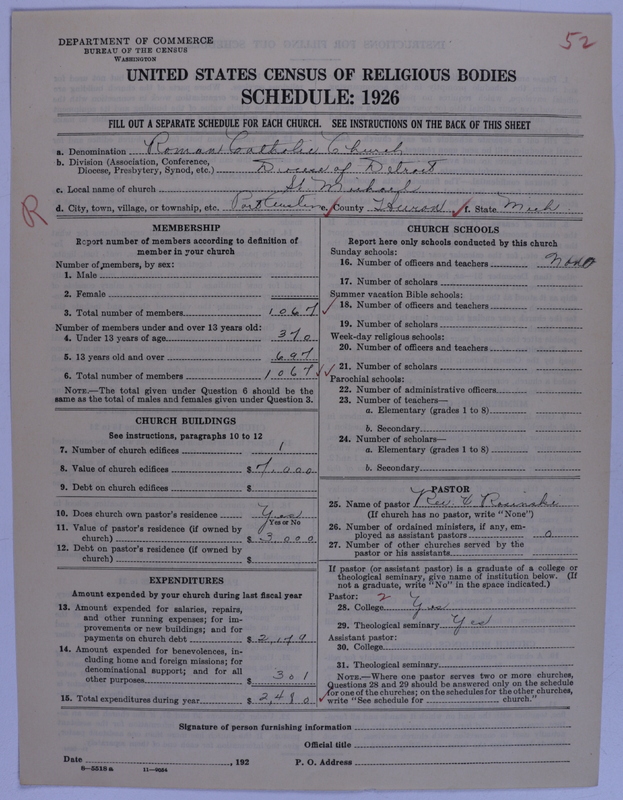 DEPARTMENT OF COMMERCE
BUREAU OF THE CENSUS
WASHINGTON
52
UNITED STATES CENSUS OF RELIGIOUS BODIES
SCHEDULE: 1926
FILL OUT A SEPARATE SCHEDULE FOR EACH CHURCH. SEE INSTRUCTIONS ON THE BACK OF THIS SHEET
a. Denomination Roman Catholic Church
b. Division (Association, Conference,
Diocese, Presbytery, Synod, etc.) Diocese of Detroit
c. Local name of church St. Michael
R
d. City, town, village, or township, etc. Port Austin e. County Huron f. State Mich
MEMBERSHIP
Report number of members according to definition of
member in your church
Number of members, by sex:
1. Male
2. Female
3. Total number of members 1067
Number of members under and over 13 years old:
4. Under 13 years of age 370
5. 13 years old and over 697
6. Total number of members 1067
NOTE.—The total given under Question 6 should be the
same as the total of males and females given under Question 3.
CHURCH BUILDINGS
See instructions, paragraphs 10 to 12
7. Number of church edifices 1
8. Value of church edifices $ 7,000
9. Debt on church edifices $
10. Does church own pastor's residence Yes
Yes or No
11. Value of pastor's residence (if owned by
church) $ 3,000
12. Debt on pastor's residence (if owned by
church) $
EXPENDITURES
Amount expended by your church during last fiscal year
13. Amount expended for salaries, repairs,
and other running expenses; for im-
provements or new buildings; and for
payments on church debt $ 2,179
14. Amount expended for benevolences, in-
cluding home and foreign missions; for
denominational support; and for all
other purposes $ 301
15. Total expenditures during year $ 2,480
CHURCH SCHOOLS
Report here only schools conducted by this church
Sunday schools:
16. Number of officers and teachers None
17. Number of scholars
Summer vacation Bible schools:
18. Number of officers and teachers
19. Number of scholars
Week-day religious schools:
20. Number of officers and teachers
21. Number of scholars
Parochial schools:
22. Number of administrative officers
23. Number of teachers—
a. Elementary (grades 1 to 8)
b. Secondary
24. Number of scholars—
a. Elementary (grades 1 to 8)
b. Secondary
PASTOR
25. Name of pastor Rev. Rosinski
(If church has no pastor, write "None")
26. Number of ordained ministers, if any, em-
ployed as assistant pastors 0
27. Number of other churches served by the
pastor or his assistants
If pastor (or assistant pastor) is a graduate of a college or
theological seminary, give name of institution below. (If
not a graduate, write "No" in the space indicated.)
Pastor: 2
28. College Yes
29. Theological seminary Yes
Assistant pastor:
30. College
31. Theological seminary
NOTE.—Where one pastor serves two or more churches,
Questions 28 and 29 should be answered only on the schedule
for one of the churches; on the schedules for the other churches,
write "See schedule for church."
Signature of person furnishing information
Official title
Date , 192 P. O. Address
8—5518a 11—9034